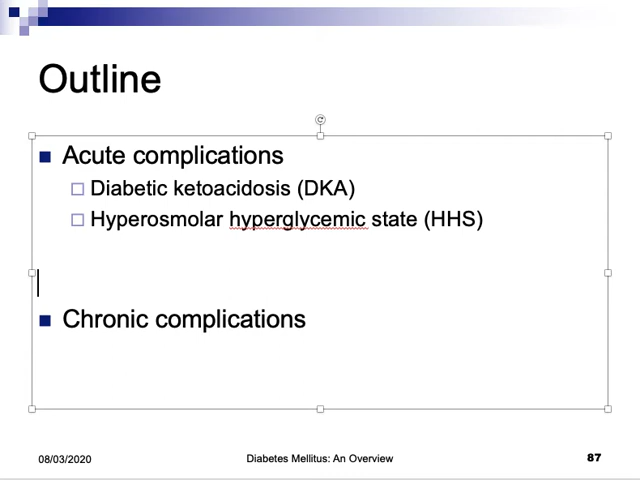 Outline
Acute complications
Diabetic ketoacidosis (DKA)
Hyperosmolar hyperglycemic state (HHS)
Chronic complications
08/03/2020
Diabetes Mellitus: An Overview
87